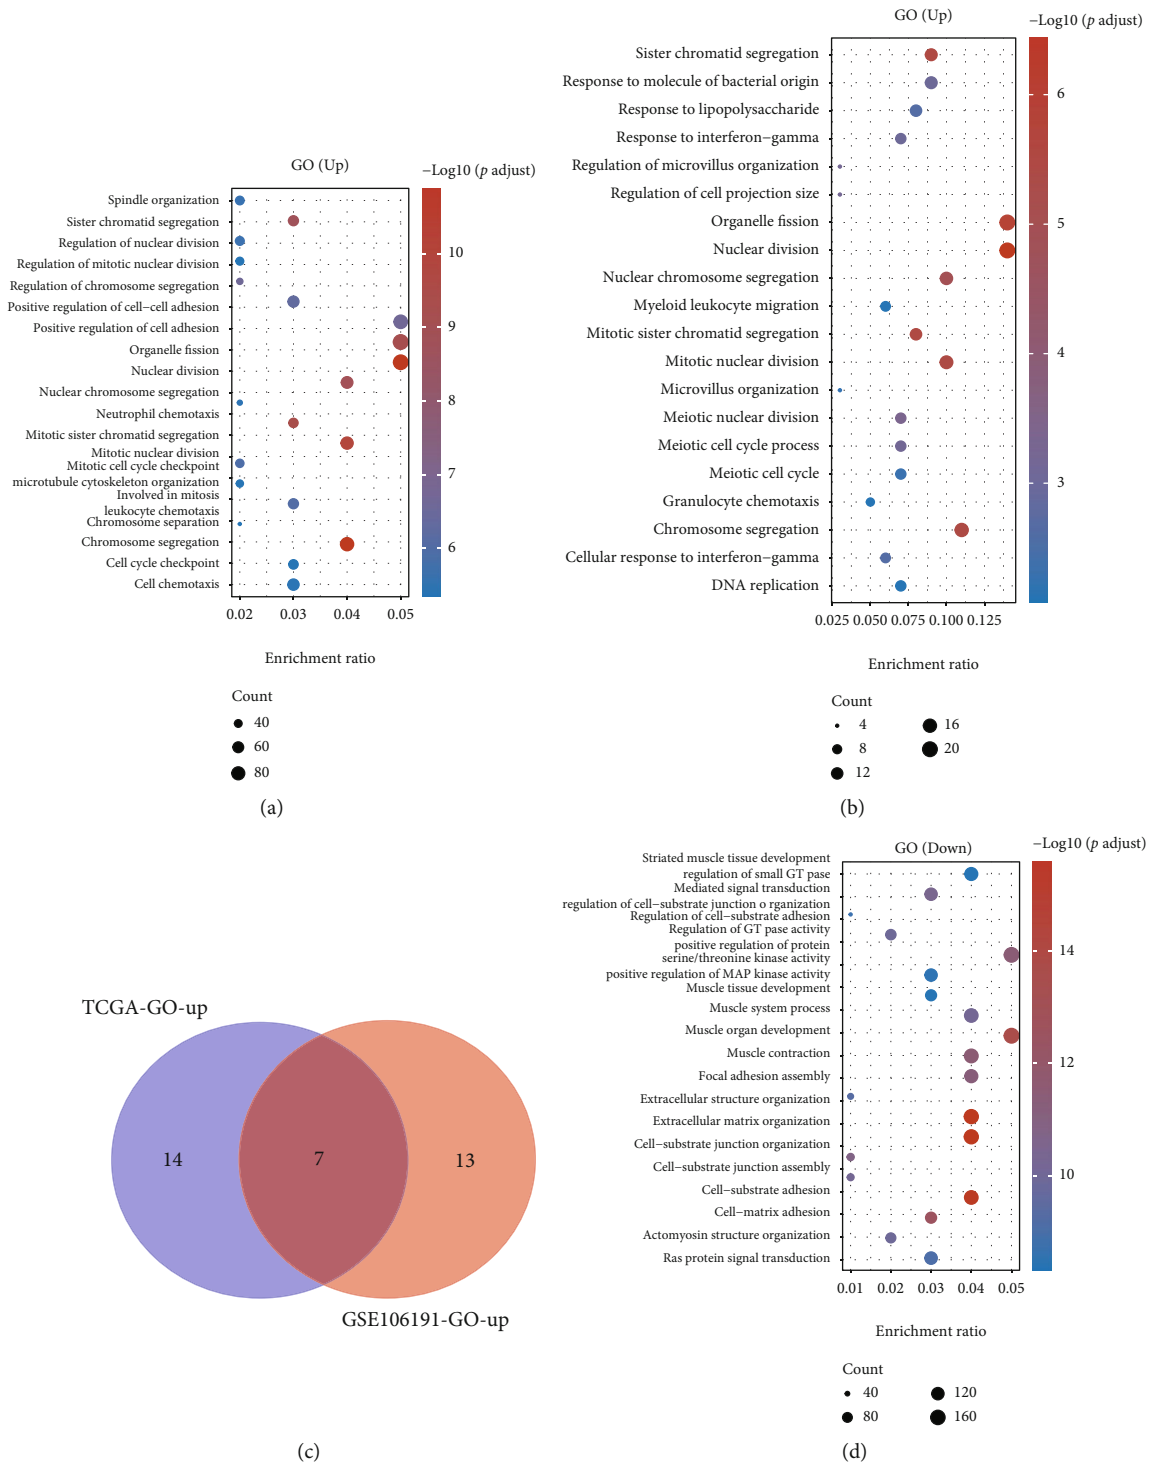 GO (Up)
−Log10 (p adjust)
Spindle organization
Sister chromatid segregation
Regulation of nuclear division
Regulation of mitotic nuclear division
Regulation of chromosome segregation
Positive regulation of cell−cell adhesion
Positive regulation of cell adhesion
Organelle fission
Nuclear division
Nuclear chromosome segregation
Neutrophil chemotaxis
Mitotic sister chromatid segregation
Mitotic nuclear division
Mitotic cell cycle checkpoint
microtubule cytoskeleton organization
Involved in mitosis
leukocyte chemotaxis
Chromosome separation
Chromosome segregation
Cell cycle checkpoint
Cell chemotaxis
10
9
8
7
6
0.02 0.03 0.04 0.05
Enrichment ratio
Count
40
60
80
(a)
GO (Up)
−Log10 (p adjust)
Sister chromatid segregation
Response to molecule of bacterial origin
Response to lipopolysaccharide
Response to interferon−gamma
Regulation of microvillus organization
Regulation of cell projection size
Organelle fission
Nuclear division
Nuclear chromosome segregation
Myeloid leukocyte migration
Mitotic sister chromatid segregation
Mitotic nuclear division
Microvillus organization
Meiotic nuclear division
Meiotic cell cycle process
Meiotic cell cycle
Granulocyte chemotaxis
Chromosome segregation
Cellular response to interferon−gamma
DNA replication
6
5
4
3
0.025 0.050 0.075 0.100 0.125
Enrichment ratio
Count
4 16
8 20
12
(b)
TCGA-GO-up
14 7 13
GSE106191-GO-up
(c)
GO (Down)
−Log10 (p adjust)
Striated muscle tissue development
regulation of small GT pase
Mediated signal transduction
regulation of cell−substrate junction o rganization
Regulation of cell−substrate adhesion
Regulation of GT pase activity
positive regulation of protein
serine/threonine kinase activity
positive regulation of MAP kinase activity
Muscle tissue development
Muscle system process
Muscle organ development
Muscle contraction
Focal adhesion assembly
Extracellular structure organization
Extracellular matrix organization
Cell−substrate junction organization
Cell−substrate junction assembly
Cell−substrate adhesion
Cell−matrix adhesion
Actomyosin structure organization
Ras protein signal transduction
14
12
10
0.01 0.02 0.03 0.04 0.05
Enrichment ratio
Count
40 120
80 160
(d)